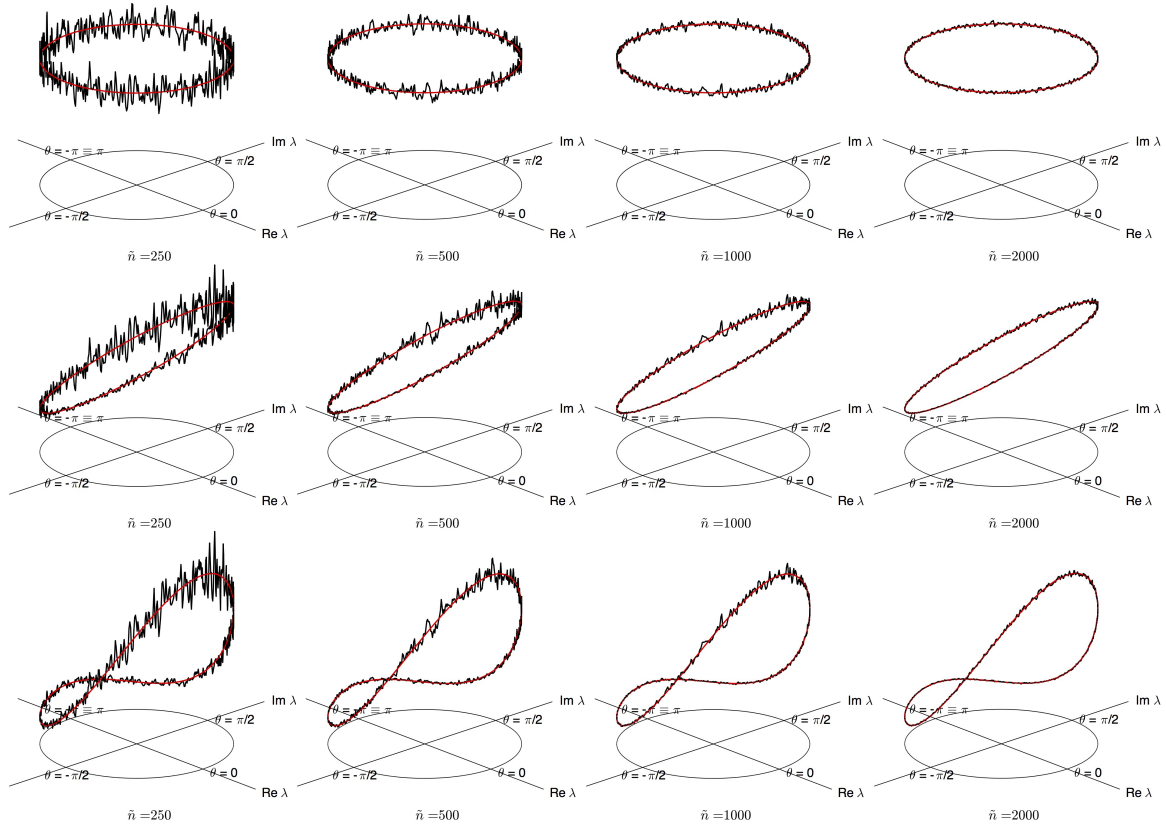 Im λ Im λ Im λ Im λ
θ = -π ≡ π θ = -π ≡ π θ = -π ≡ π θ = -π ≡ π
θ = π/2 θ = π/2 θ = π/2 θ = π/2
θ = -π/2 θ = 0 θ = -π/2 θ = 0 θ = -π/2 θ = 0 θ = -π/2 θ = 0
Re λ Re λ Re λ Re λ
ñ =250 ñ =500 ñ =1000 ñ =2000
Im λ Im λ Im λ Im λ
θ = -π ≡ π θ = -π ≡ π θ = -π ≡ π θ = -π ≡ π
θ = π/2 θ = π/2 θ = π/2 θ = π/2
θ = -π/2 θ = 0 θ = -π/2 θ = 0 θ = -π/2 θ = 0 θ = -π/2 θ = 0
Re λ Re λ Re λ Re λ
ñ =250 ñ =500 ñ =1000 ñ =2000
Im λ Im λ Im λ Im λ
θ = -π ≡ π θ = -π ≡ π θ = -π ≡ π θ = -π ≡ π
θ = π/2 θ = π/2 θ = π/2 θ = π/2
θ = -π/2 θ = 0 θ = -π/2 θ = 0 θ = -π/2 θ = 0 θ = -π/2 θ = 0
Re λ Re λ Re λ Re λ
ñ =250 ñ =500 ñ =1000 ñ =2000